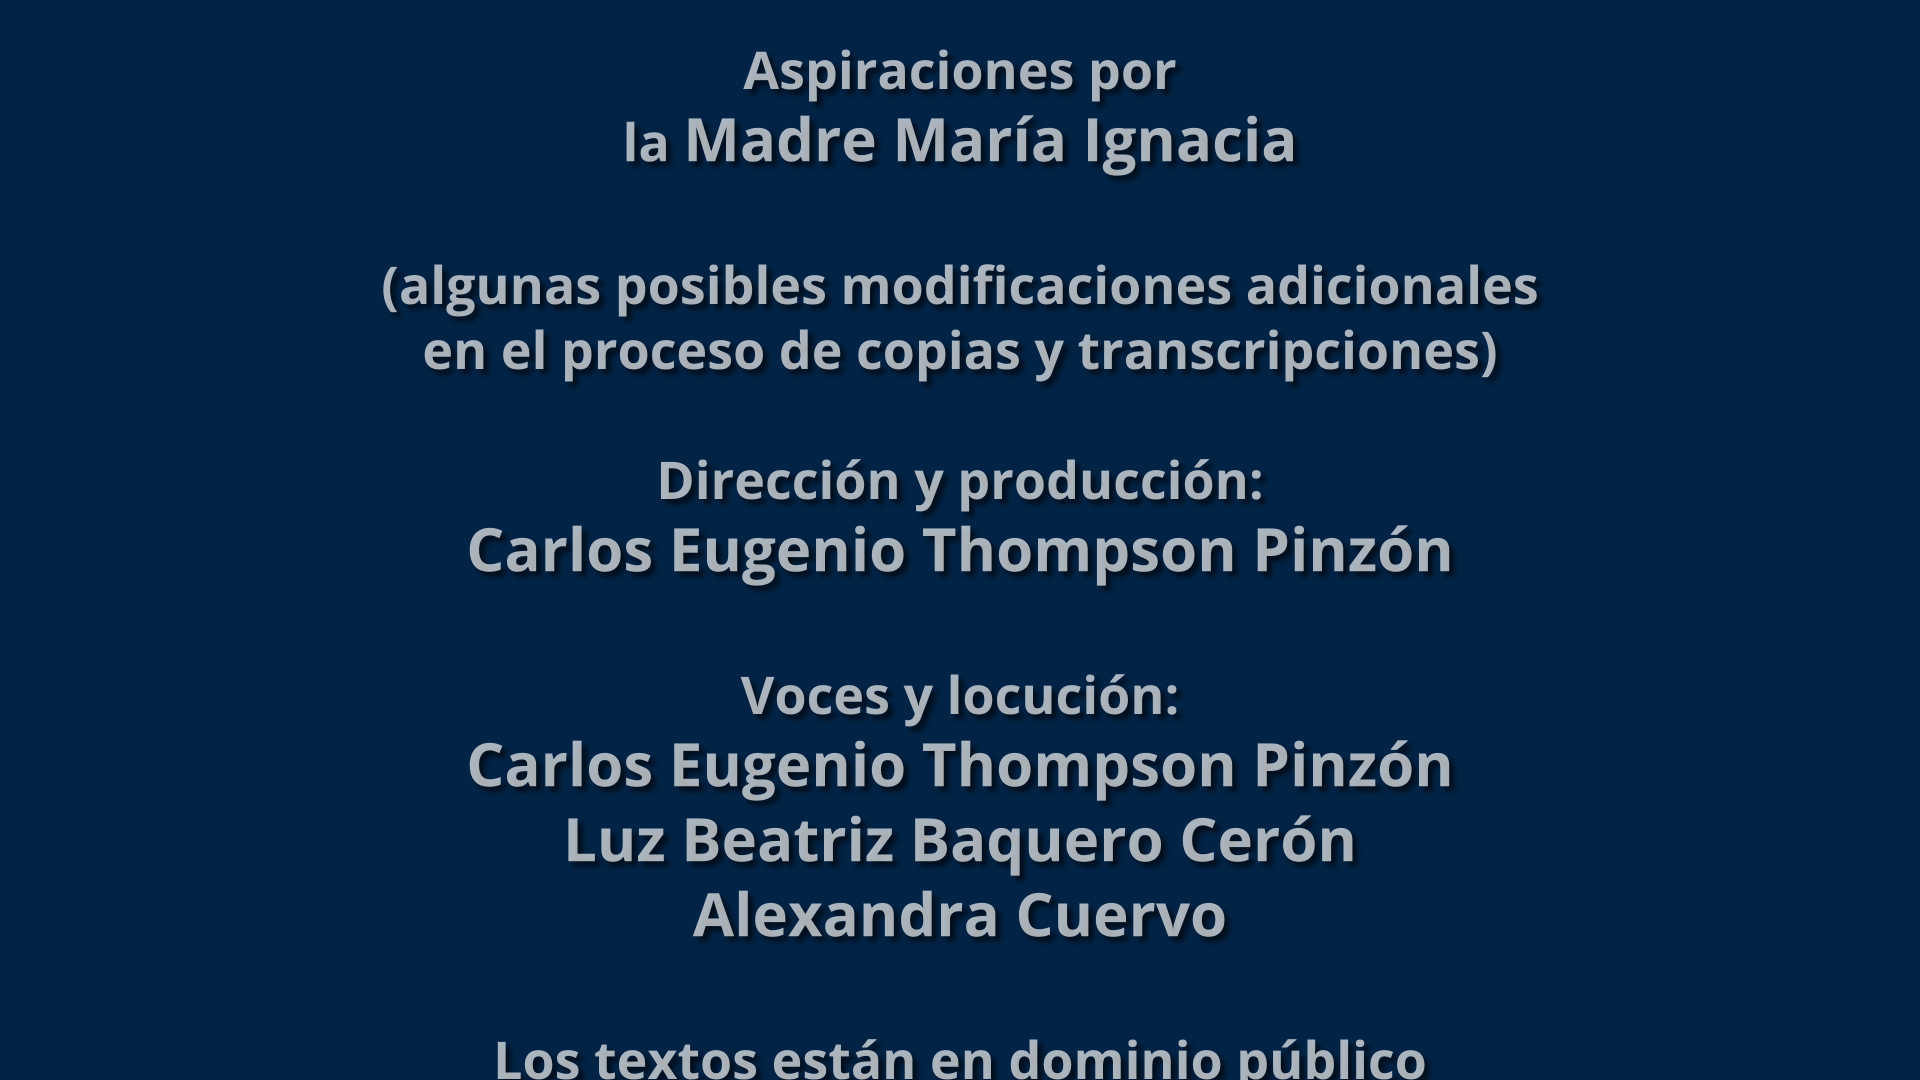 Aspiraciones por
la Madre María Ignacia
(algunas posibles modificaciones adicionales
en el proceso de copias y transcripciones)
Dirección y producción:
Carlos Eugenio Thompson Pinzón
Voces y locución:
Carlos Eugenio Thompson Pinzón
Luz Beatriz Baquero Cerón
Alexandra Cuervo
Los textos están en dominio público